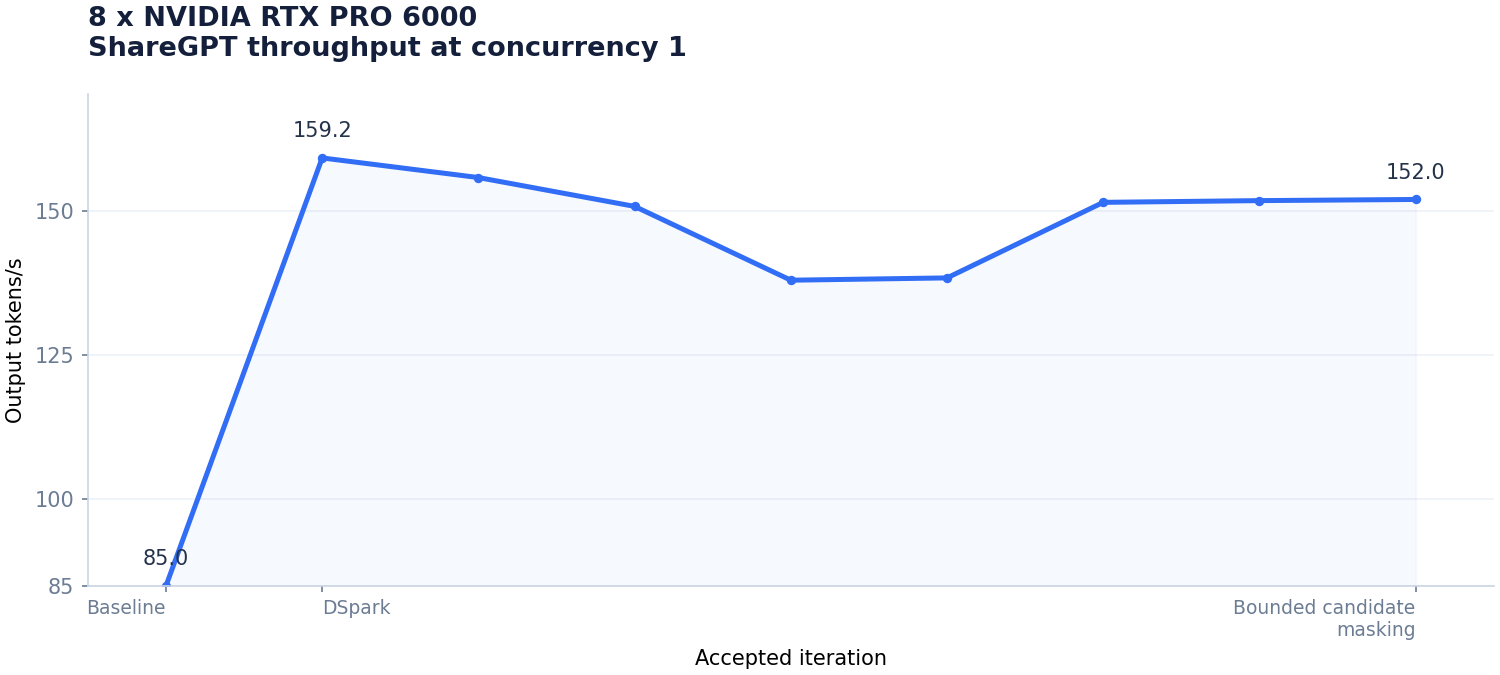 8 x NVIDIA RTX PRO 6000
ShareGPT throughput at concurrency 1
159.2
152.0
150
125
100
85.0
85
Output tokens/s
Baseline
DSpark
Bounded candidate
masking
Accepted iteration